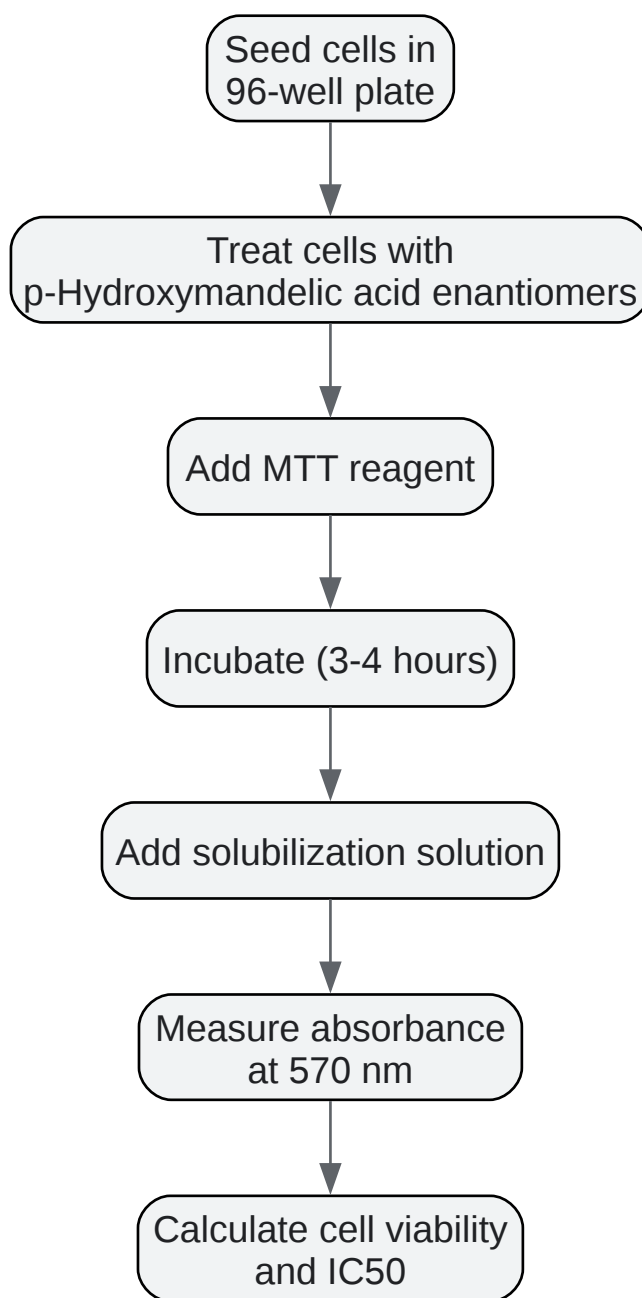 Seed cells in
96-well plate
Treat cells with
p-Hydroxymandelic acid enantiomers
Add MTT reagent
Incubate (3-4 hours)
Add solubilization solution
Measure absorbance
at 570 nm
Calculate cell viability
and IC50